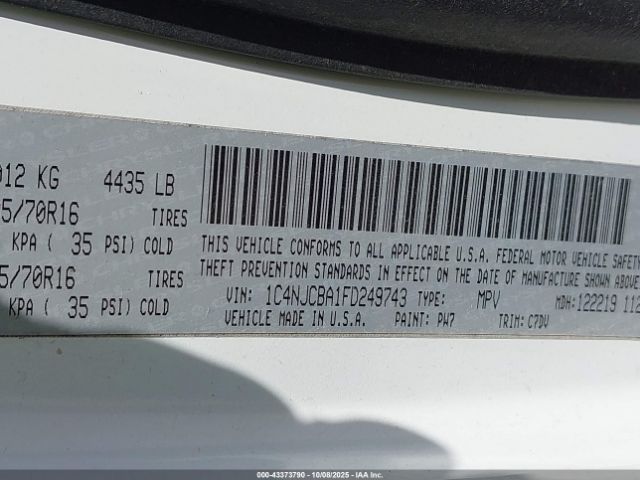 012 KG 4435 LB
5/70R16 TIRES
KPA ( 35 PSI) COLD
5/70R16 TIRES
KPA ( 35 PSI) COLD
THIS VEHICLE CONFORMS TO ALL APPLICABLE U.S.A. FEDERAL MOTOR VEHICLE SAFETY
THEFT PREVENTION STANDARDS IN EFFECT ON THE DATE OF MANUFACTURE SHOWN ABOVE
VIN: 1C4NJCBA1FD249743 TYPE: MPV MDH:122219 112
VEHICLE MADE IN U.S.A. PAINT: PW7 TRIM: C7DV
000-43373790 | 10/08/2025 - IAA Inc.